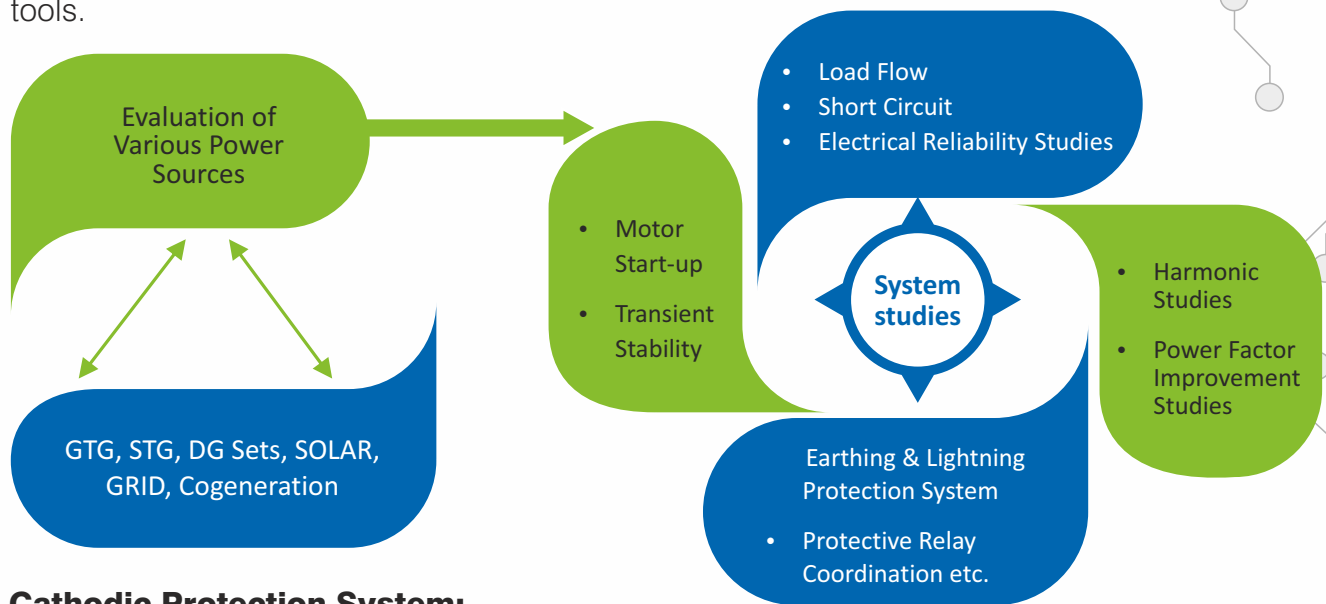 tools.
Evaluation of
Various Power
Sources
GTG, STG, DG Sets, SOLAR,
GRID, Cogeneration
• Motor
Start-up
• Transient
Stability
• Load Flow
• Short Circuit
• Electrical Reliability Studies
System
studies
• Harmonic
Studies
• Power Factor
Improvement
Studies
Earthing & Lightning
Protection System
• Protective Relay
Coordination etc.
Cathodic Protection System: